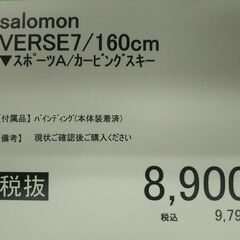 salomon
VERSE7/160cm
▼スポーツA/カービングスキー
【付属品】 バインディング(本体装着済)
【備考】 現状ご確認後ご購入ください
税抜 8,900
税込 9,79